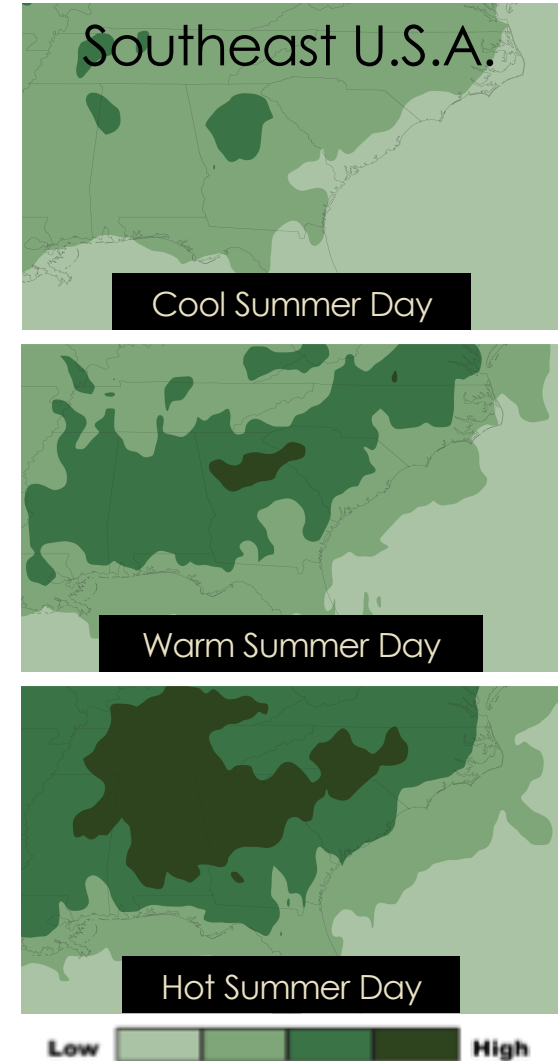 Southeast U.S.A.
Cool Summer Day
Warm Summer Day
Hot Summer Day
Low High